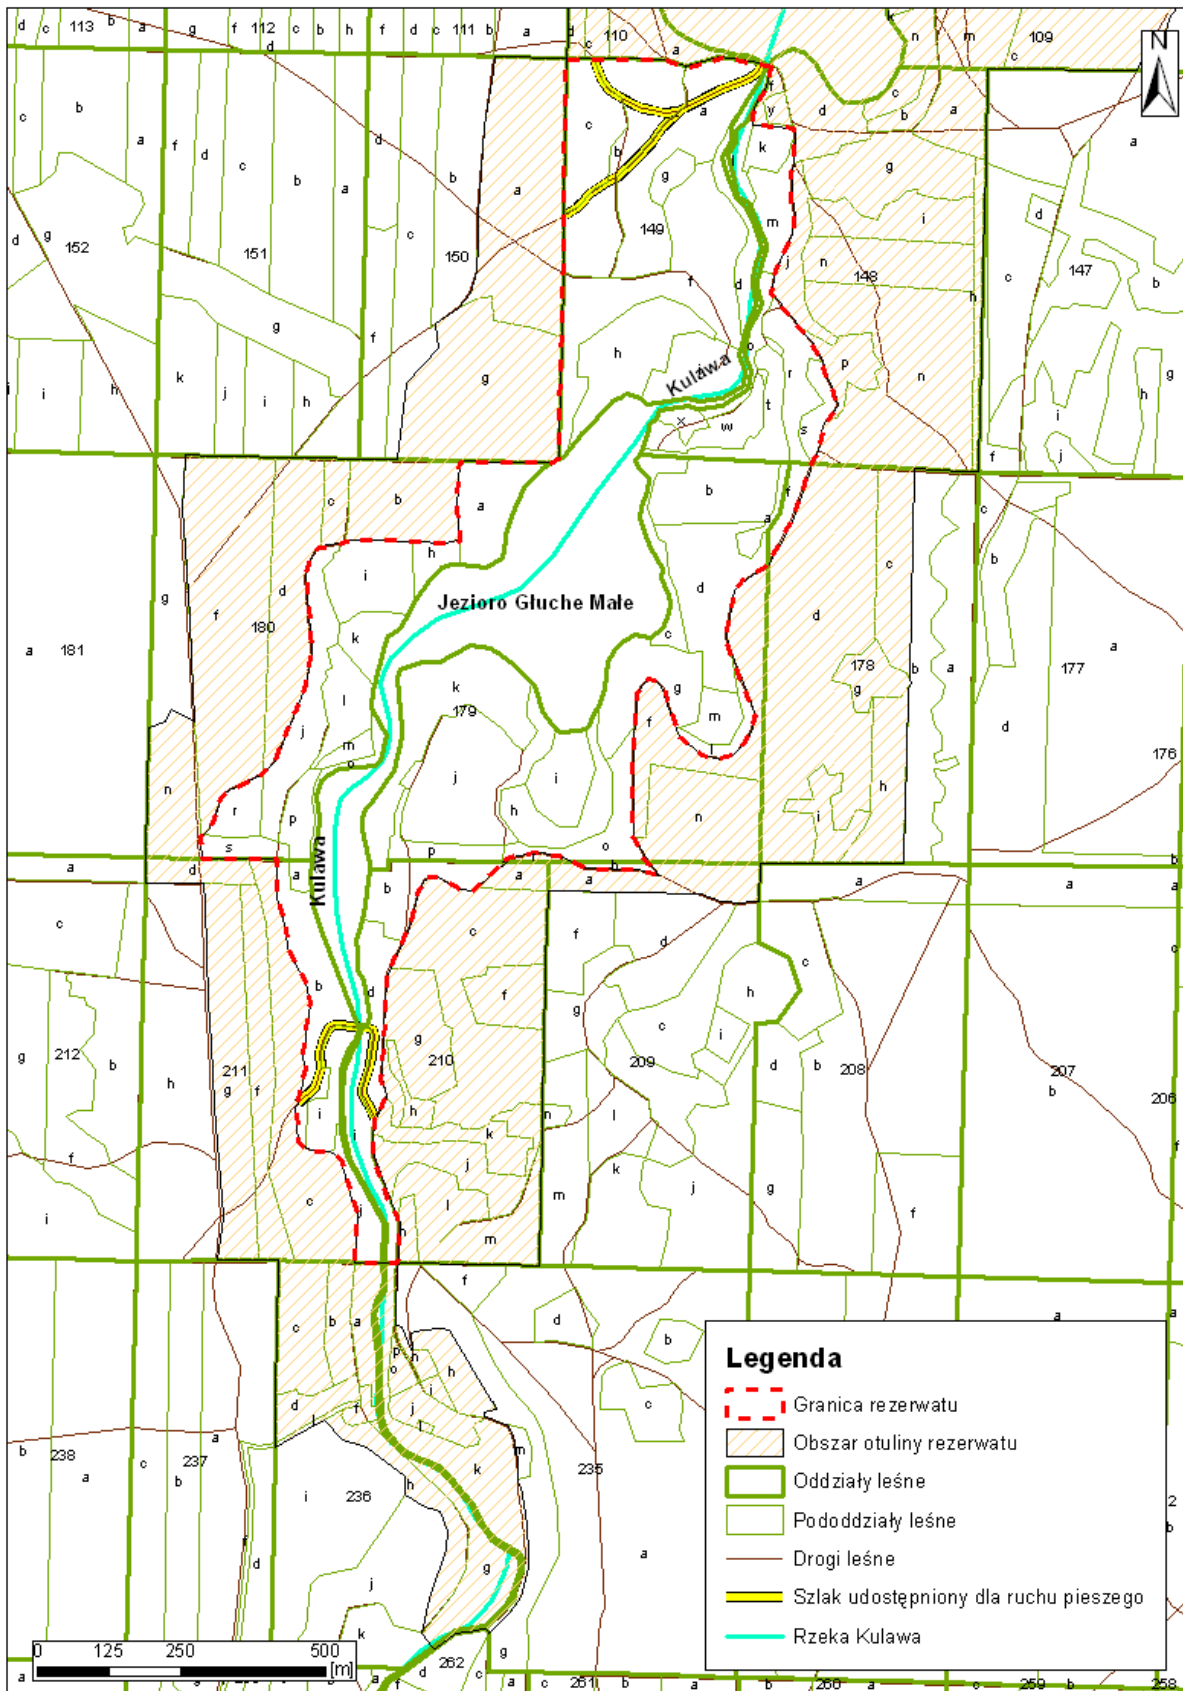 d c 113 b a g f 112 c b h f d c 111 b a d 110 k n m 109
d c a c
N
c b a f d c b a d b a c b a g f y k d c b a g a
149 m i d
d g 152 151 c 150 f d j n 148 c 147 b
g f h h
i i h k j i h g h Kulawa o r p n g h
x w t s i j
f
c b a b f a c
g f d i h d d c b
a 181 180 k Jezioro Głuche Małe c 178 b a 177 a
l k 179 g m f l g d
j m o j i 176
n r p h n i h
s p o b
a d a b r a h a a a a
Kulawa
c c f d c h c
b d f g c i
g 212 b h 211 g f g 210 209 d b 208 207 b 206
i i h n l
f k j k f
i c j h l m m j g f
c b a f d b a a
p n o h i
d l f j l c
b 238 a c 237 b a i 236 h k m 235 a 2 b
f d j g
k
Legenda
Granica rezerwatu
Obszar otuliny rezerwatu
Oddziały leśne
Pododdziały leśne
Drogi leśne
Szlak udostępniony dla ruchu pieszego
Rzeka Kulawa
0 125 250 500
[m]
a a f d 262 g c a c 261 b a 260 c 259 b 258